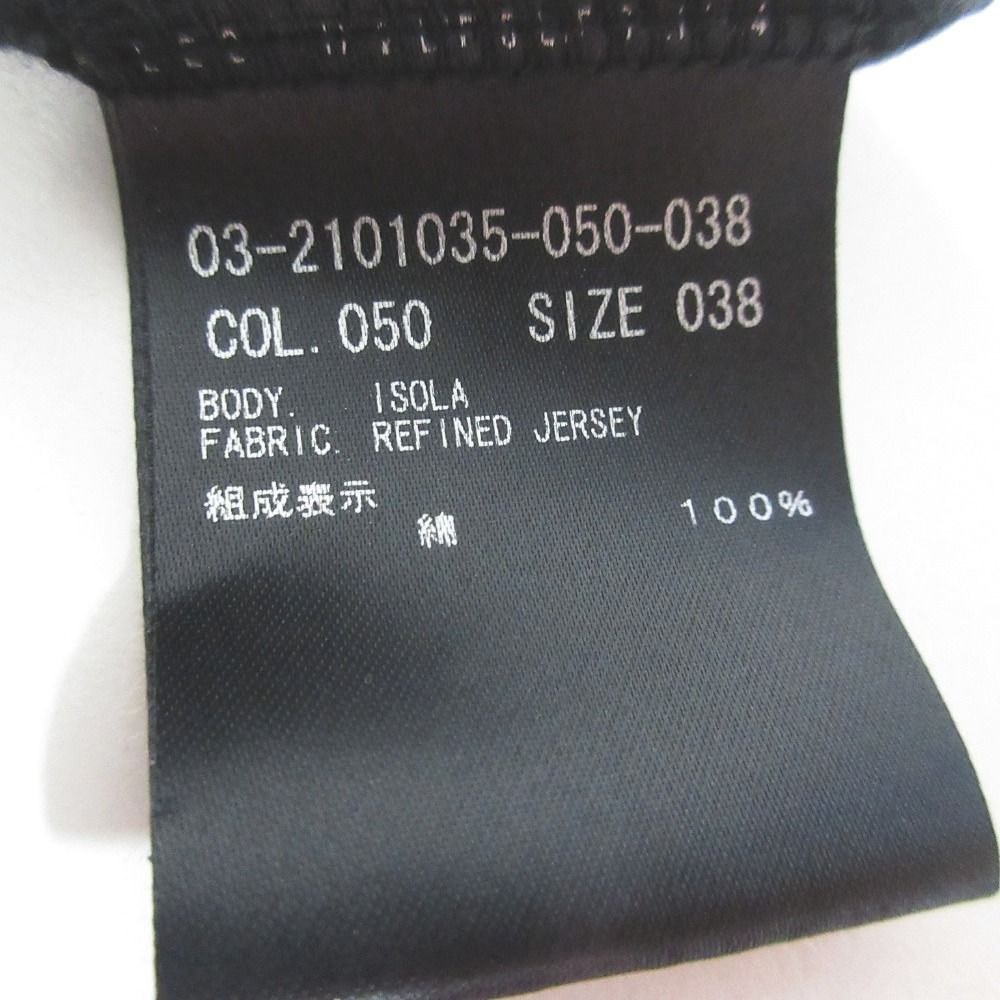 03-2101035-050-038
COL. 050 SIZE 038
BODY. ISOLA
FABRIC. REFINED JERSEY
組成表示
綿 100%